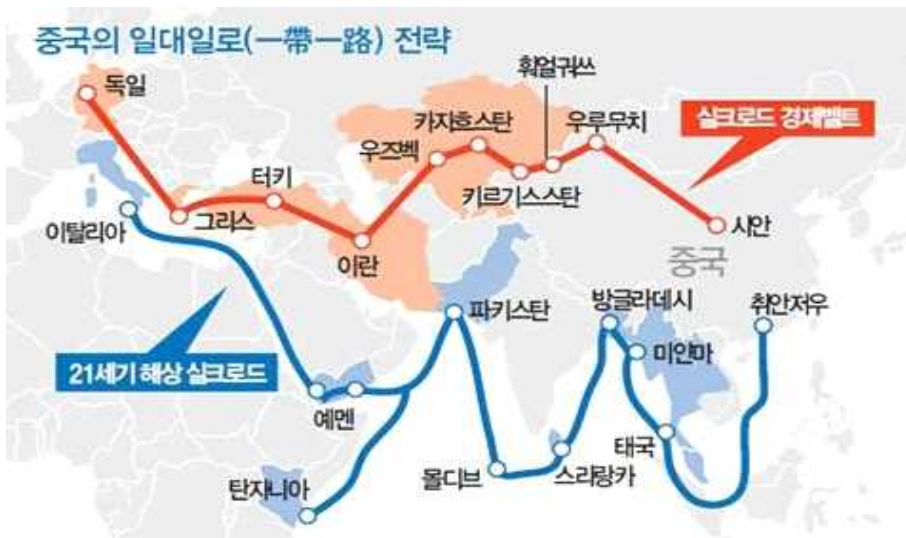 중국의 일대일로(一帶一路) 전략
독일
훠얼궈쓰
카자흐스탄
우루무치
실크로드 경제벨트
우즈벡
터키
키르기스스탄
그리스
시안
이탈리아
이란
중국
파키스탄
방글라데시
취안저우
미얀마
21세기 해상 실크로드
예멘
태국
몰디브
스리랑카
탄자니아